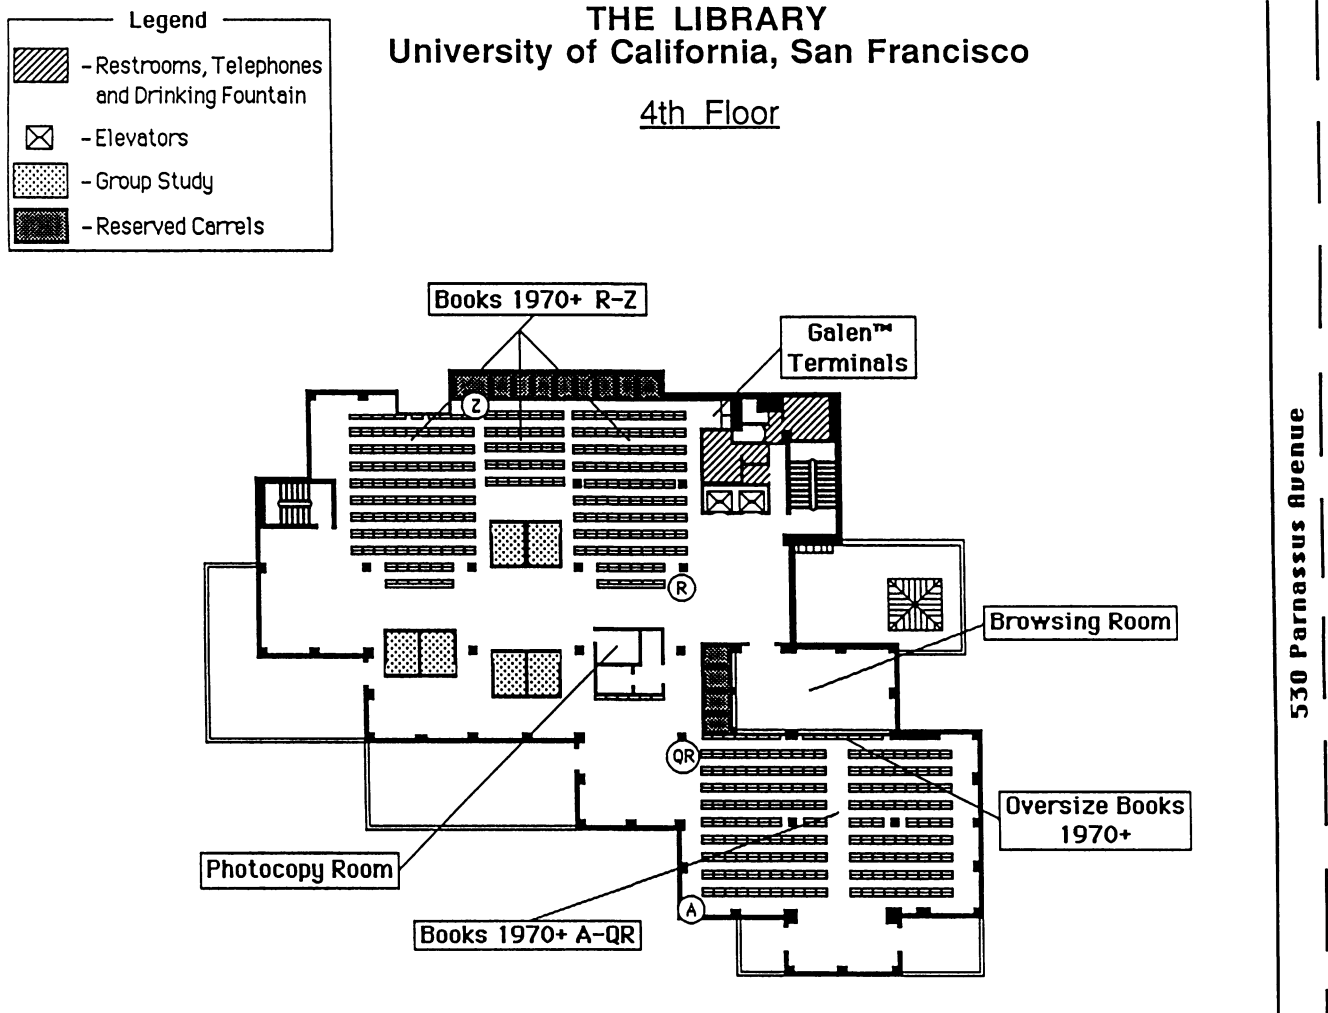 Legend
- Restrooms, Telephones
and Drinking Fountain
- Elevators
- Group Study
- Reserved Carrels
THE LIBRARY
University of California, San Francisco
4th Floor
Books 1970+ R-Z
Galen™
Terminals
Z
R
Browsing Room
QR
Oversize Books
1970+
Photocopy Room
A
Books 1970+ A-QR
530 Parnassus Avenue